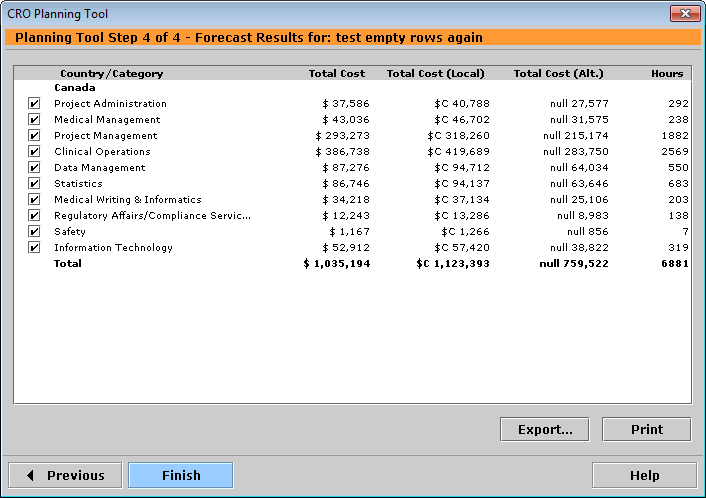 CRO Planning Tool
Planning Tool Step 4 of 4 - Forecast Results for: test empty rows again
Country/Category Total Cost Total Cost (Local) Total Cost (Alt.) Hours
Canada
Project Administration $ 37,586 $C 40,788 null 27,577 292
Medical Management $ 43,036 $C 46,702 null 31,575 238
Project Management $ 293,273 $C 318,260 null 215,174 1882
Clinical Operations $ 386,738 $C 419,689 null 283,750 2569
Data Management $ 87,276 $C 94,712 null 64,034 550
Statistics $ 86,746 $C 94,137 null 63,646 683
Medical Writing & Informatics $ 34,218 $C 37,134 null 25,106 203
Regulatory Affairs/Compliance Servic... $ 12,243 $C 13,286 null 8,983 138
Safety $ 1,167 $C 1,266 null 856 7
Information Technology $ 52,912 $C 57,420 null 38,822 319
Total $ 1,035,194 $C 1,123,393 null 759,522 6881
Export... Print
Previous Finish Help